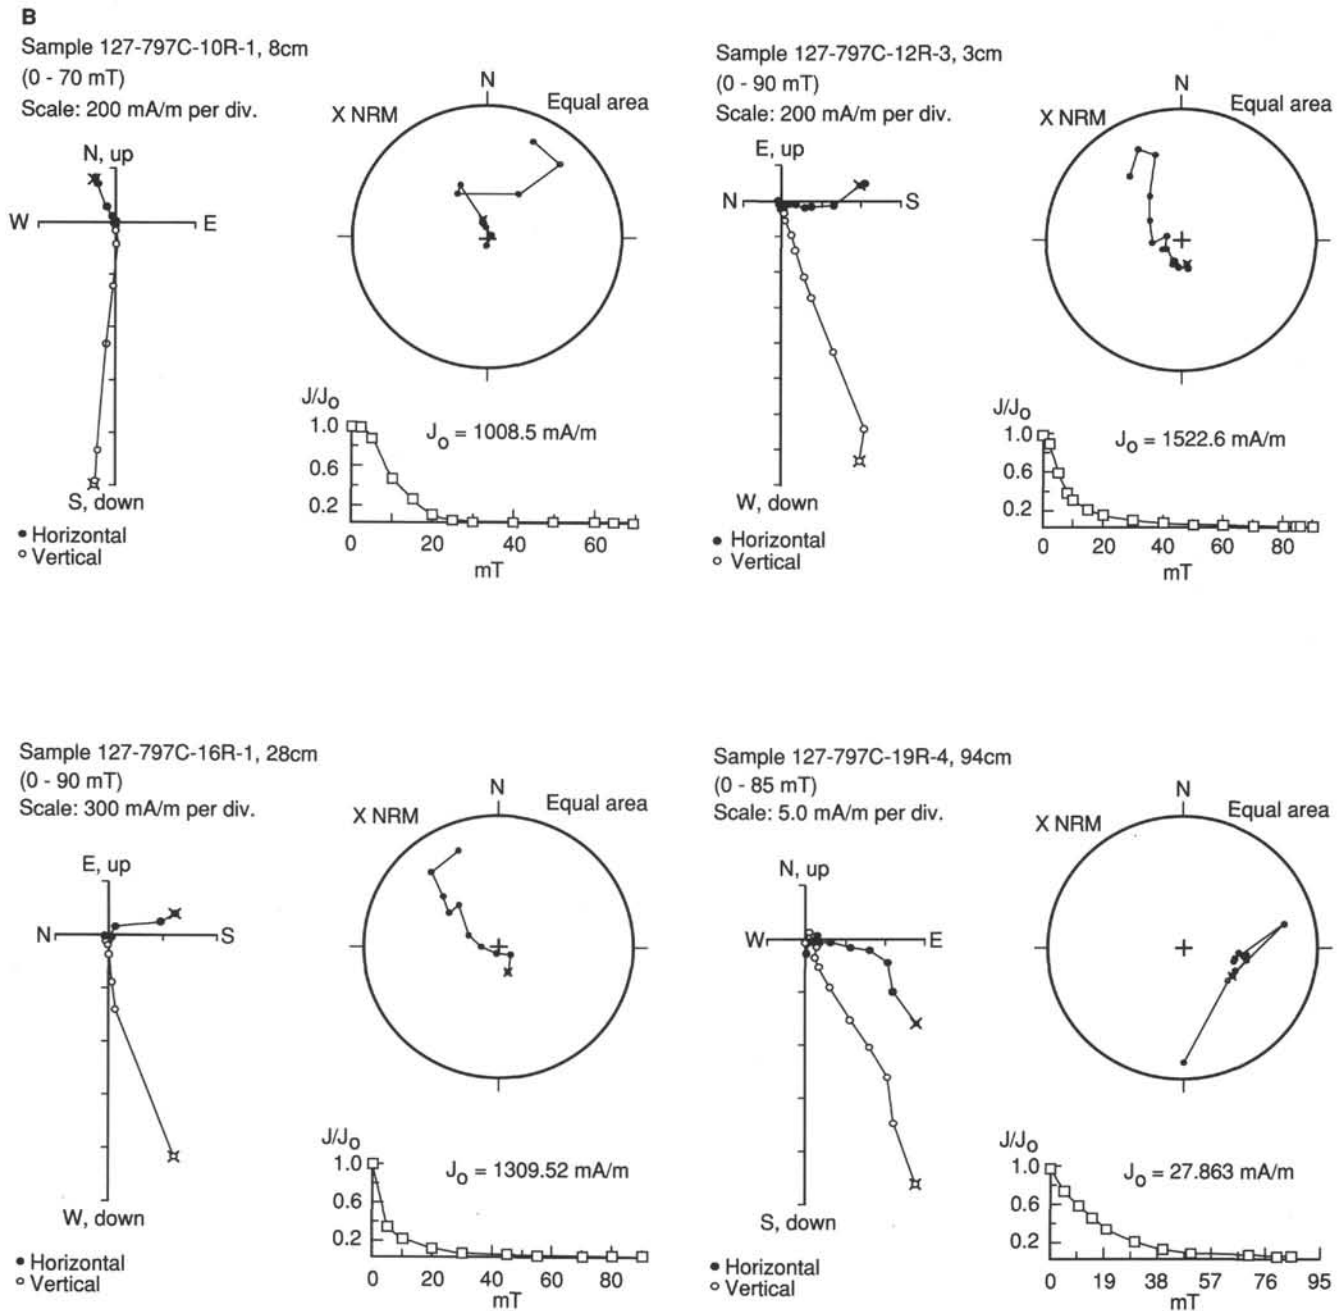 B
Sample 127-797C-10R-1, 8cm
(0 - 70 mT)
Scale: 200 mA/m per div.
N, up
W
E
S, down
● Horizontal
○ Vertical
X NRM
N
Equal area
J/Jo
Jo = 1008.5 mA/m
1.0
0.6
0.2
0 20 40 60
mT
Sample 127-797C-12R-3, 3cm
(0 - 90 mT)
Scale: 200 mA/m per div.
E, up
N
S
W, down
● Horizontal
○ Vertical
X NRM
N
Equal area
J/Jo
Jo = 1522.6 mA/m
1.0
0.6
0.2
0 20 40 60 80
mT
Sample 127-797C-16R-1, 28cm
(0 - 90 mT)
Scale: 300 mA/m per div.
E, up
N
S
W, down
● Horizontal
○ Vertical
X NRM
N
Equal area
J/Jo
Jo = 1309.52 mA/m
1.0
0.6
0.2
0 20 40 60 80
mT
Sample 127-797C-19R-4, 94cm
(0 - 85 mT)
Scale: 5.0 mA/m per div.
N, up
W
E
S, down
● Horizontal
○ Vertical
X NRM
N
Equal area
J/Jo
Jo = 27.863 mA/m
1.0
0.6
0.2
0 19 38 57 76 95
mT